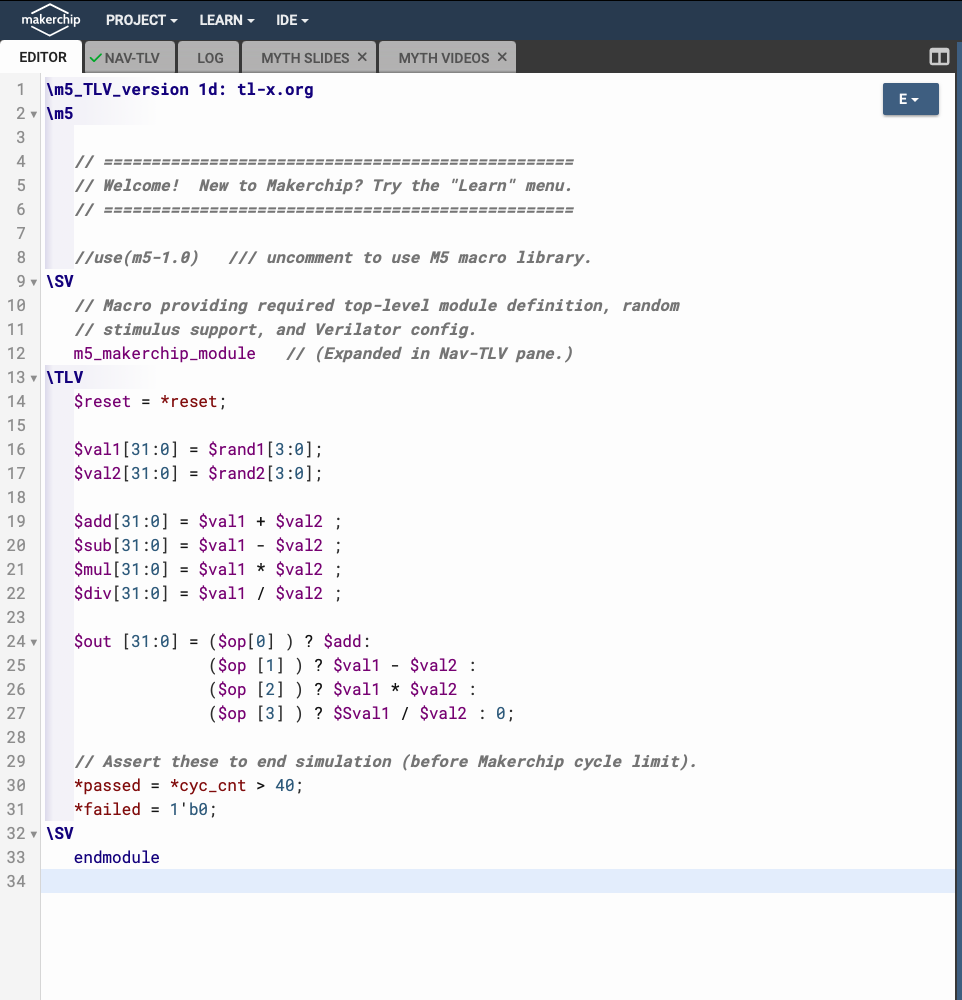 makerchip PROJECT LEARN IDE
EDITOR NAV-TLV LOG MYTH SLIDES × MYTH VIDEOS ×
E
1 \m5_TLV_version 1d: tl-x.org
2 \m5
3
4 // =================================================
5 // Welcome!  New to Makerchip? Try the "Learn" menu.
6 // =================================================
7
8 //use(m5-1.0)   /// uncomment to use M5 macro library.
9 \SV
10 // Macro providing required top-level module definition, random
11 // stimulus support, and Verilator config.
12 m5_makerchip_module   // (Expanded in Nav-TLV pane.)
13 \TLV
14 $reset = *reset;
15
16 $val1[31:0] = $rand1[3:0];
17 $val2[31:0] = $rand2[3:0];
18
19 $add[31:0] = $val1 + $val2 ;
20 $sub[31:0] = $val1 - $val2 ;
21 $mul[31:0] = $val1 * $val2 ;
22 $div[31:0] = $val1 / $val2 ;
23
24 $out [31:0] = ($op[0] ) ? $add:
25 ($op [1] ) ? $val1 - $val2 :
26 ($op [2] ) ? $val1 * $val2 :
27 ($op [3] ) ? $Sval1 / $val2 : 0;
28
29 // Assert these to end simulation (before Makerchip cycle limit).
30 *passed = *cyc_cnt > 40;
31 *failed = 1'b0;
32 \SV
33 endmodule
34